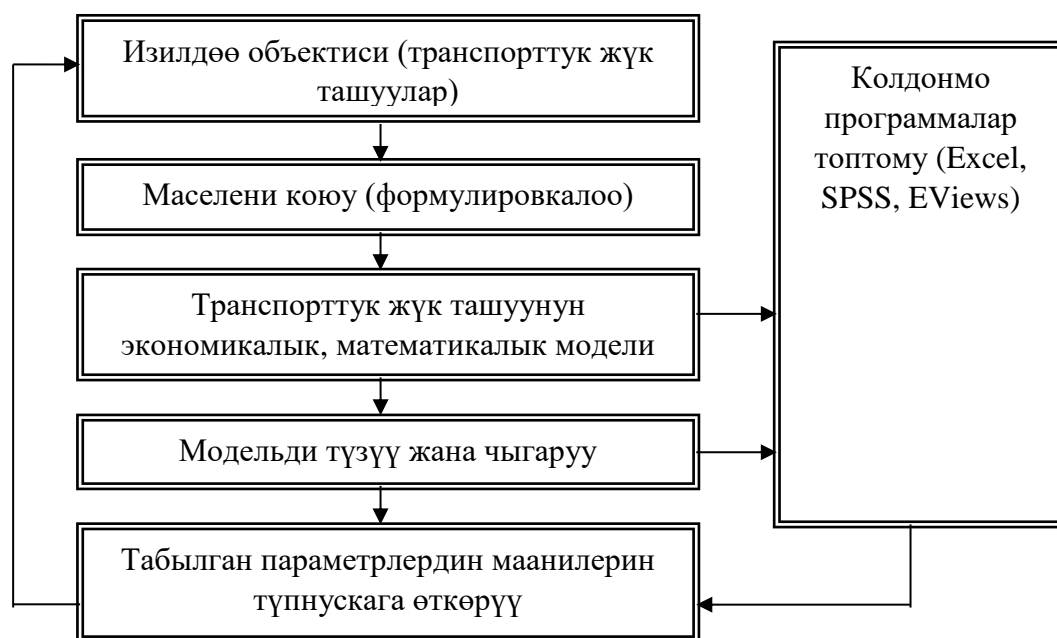 Изилдөө объектиси (транспорттук жүк
ташуулар)
Маселени коюу (формулировкалоо)
Транспорттук жүк ташуунун
экономикалык, математикалык модели
Модельди түзүү жана чыгаруу
Табылган параметрлердин маанилерин
түпнускага өткөрүү
Колдонмо
программалар
топтому (Excel,
SPSS, EViews)